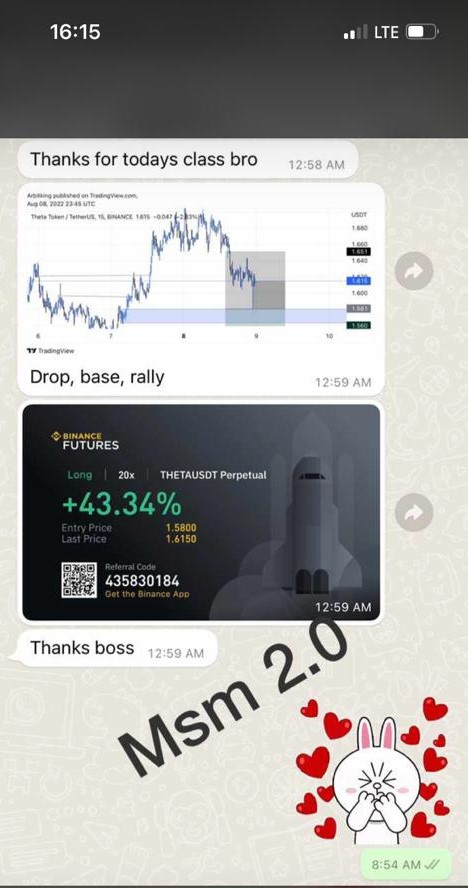 16:15
LTE
Thanks for todays class bro
12:58 AM
Arbitking published on TradingView.com,
Aug 08, 2022 23:45 UTC
Theta Token / TetherUS, 15, BINANCE 1.615 −0.047 (−2.83%)
USDT
1.680
1.660
1.651
1.640
1.615
1.600
1.581
1.560
6 7 8 9 10
TradingView
Drop, base, rally
12:59 AM
BINANCE
FUTURES
Long | 20x | THETAUSDT Perpetual
+43.34%
Entry Price 1.5800
Last Price 1.6150
Referral Code
435830184
Get the Binance App
12:59 AM
Thanks boss
12:59 AM
Msm 2.0
8:54 AM